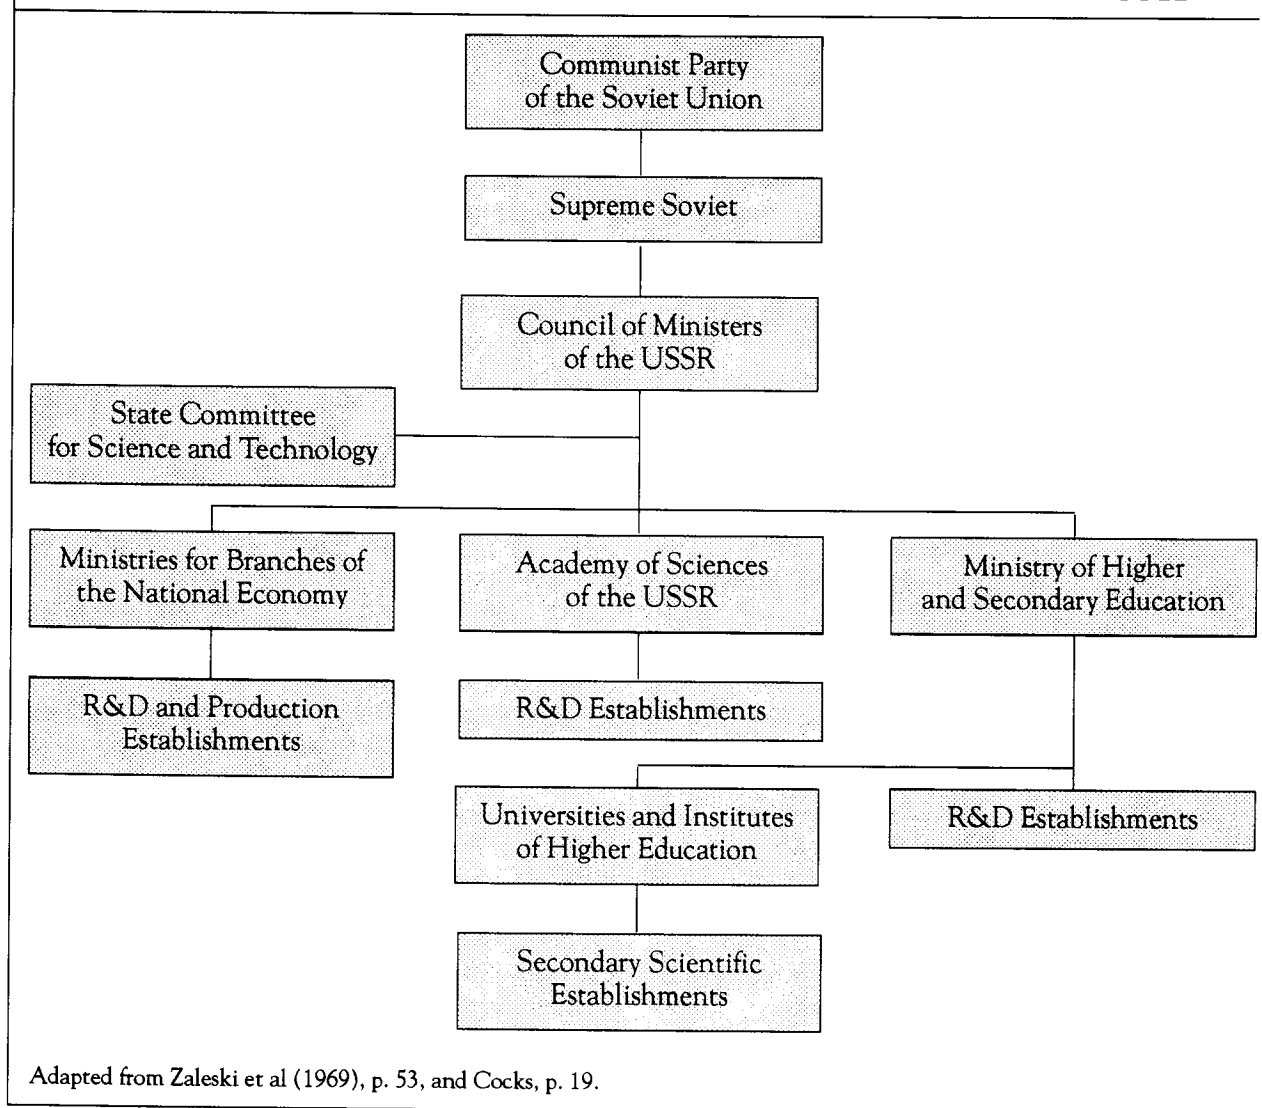 Communist Party
of the Soviet Union
Supreme Soviet
Council of Ministers
of the USSR
State Committee
for Science and Technology
Ministries for Branches of
the National Economy
Academy of Sciences
of the USSR
Ministry of Higher
and Secondary Education
R&D and Production
Establishments
R&D Establishments
Universities and Institutes
of Higher Education
R&D Establishments
Secondary Scientific
Establishments
Adapted from Zaleski et al (1969), p. 53, and Cocks, p. 19.